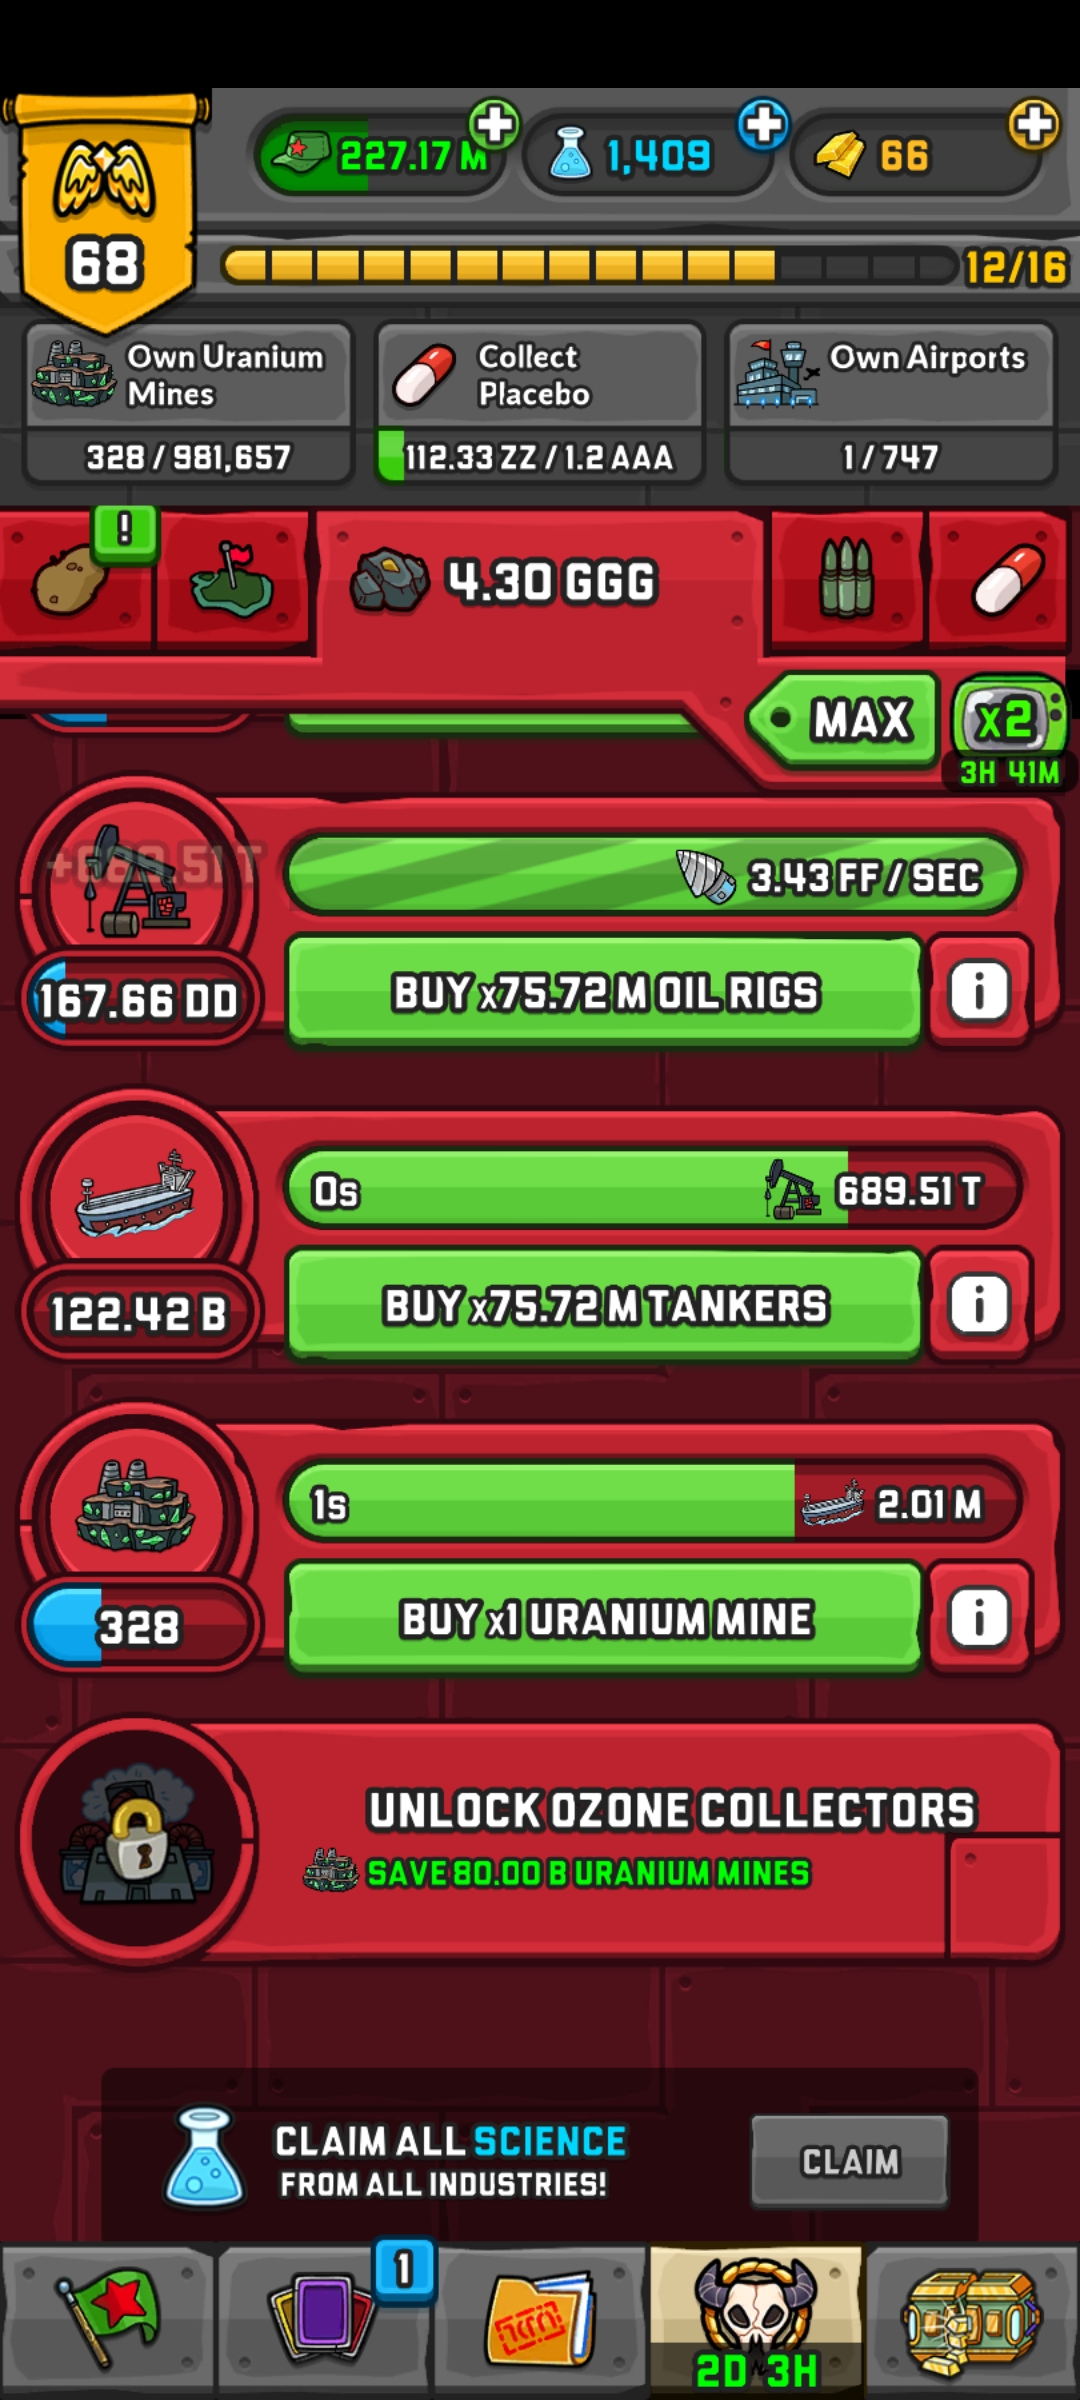 227.17 M
1,409
66
68
12/16
Own Uranium
Mines
328 / 981,657
Collect
Placebo
112.33 ZZ / 1.2 AAA
Own Airports
1 / 747
!
4.30 GGG
MAX
x2
3H 41M
+689.51 T
3.43 FF / SEC
167.66 DD
BUY x75.72 M OIL RIGS
i
0s
689.51 T
122.42 B
BUY x75.72 M TANKERS
i
1s
2.01 M
328
BUY x1 URANIUM MINE
i
UNLOCK OZONE COLLECTORS
SAVE 80.00 B URANIUM MINES
CLAIM ALL SCIENCE
FROM ALL INDUSTRIES!
CLAIM
1
2D 3H